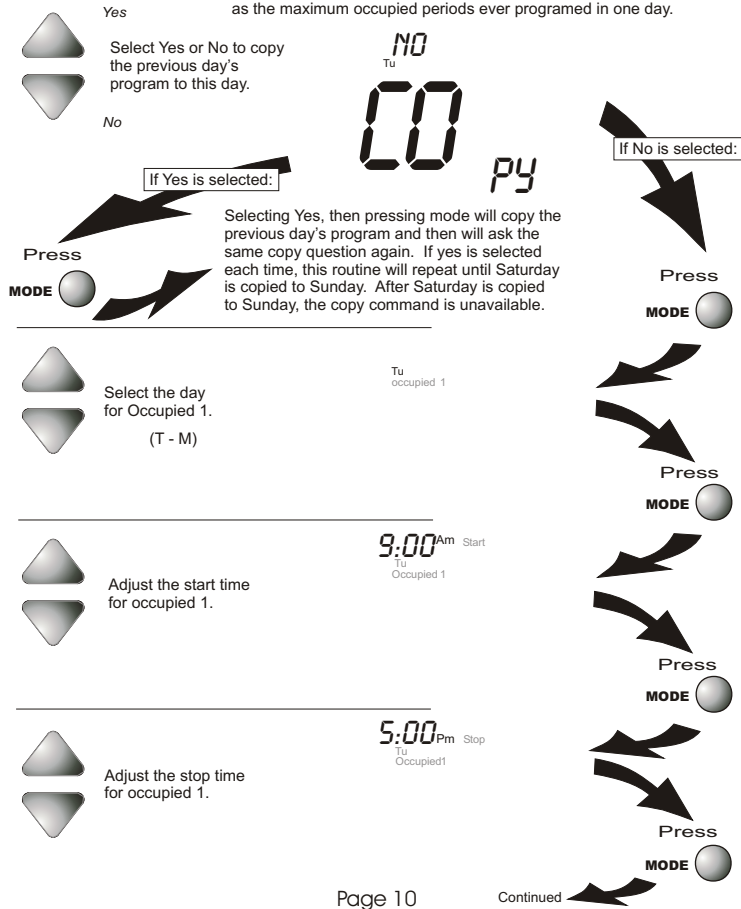 as the maximum occupied periods ever programed in one day.
Yes
Select Yes or No to copy
the previous day's
program to this day.
No
NO
Tu
CO
PY
If Yes is selected:
If No is selected:
Selecting Yes, then pressing mode will copy the
previous day's program and then will ask the
same copy question again. If yes is selected
each time, this routine will repeat until Saturday
is copied to Sunday. After Saturday is copied
to Sunday, the copy command is unavailable.
Press
MODE
Press
MODE
Select the day
for Occupied 1.
(T - M)
Tu
occupied 1
Press
MODE
Adjust the start time
for occupied 1.
9:00 Am Start
Tu
Occupied 1
Press
MODE
Adjust the stop time
for occupied 1.
5:00 Pm Stop
Tu
Occupied1
Press
MODE
Page 10
Continued